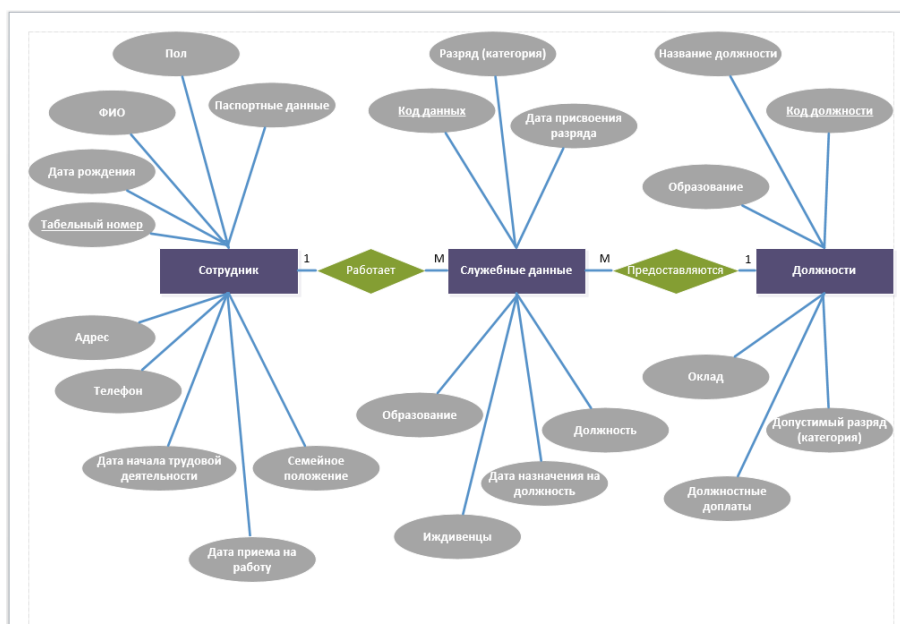 Пол
Разряд (категория)
Название должности
ФИО
Паспортные данные
Код данных
Дата присвоения
разряда
Код должности
Дата рождения
Образование
Табельный номер
Сотрудник
1
Работает
М
Служебные данные
М
Предоставляются
1
Должности
Адрес
Телефон
Оклад
Образование
Должность
Допустимый разряд
(категория)
Дата начала трудовой
деятельности
Семейное
положение
Дата назначения на
должность
Должностные
доплаты
Иждивенцы
Дата приема на
работу